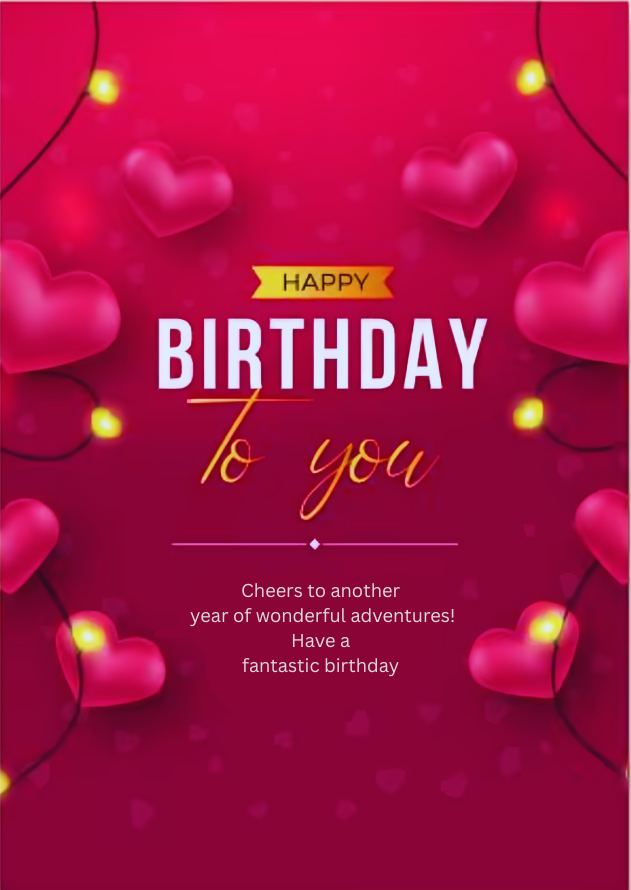 HAPPY
BIRTHDAY
To you
Cheers to another
year of wonderful adventures!
Have a
fantastic birthday